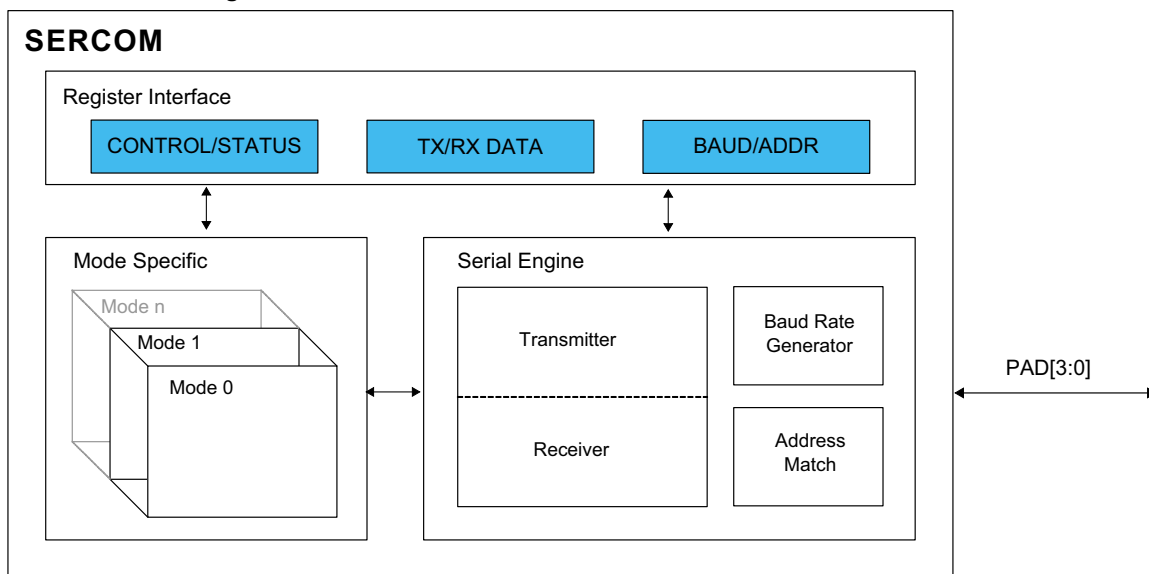 SERCOM
Register Interface
CONTROL/STATUS
TX/RX DATA
BAUD/ADDR
Mode Specific
Mode n
Mode 1
Mode 0
Serial Engine
Transmitter
Receiver
Baud Rate
Generator
Address
Match
PAD[3:0]